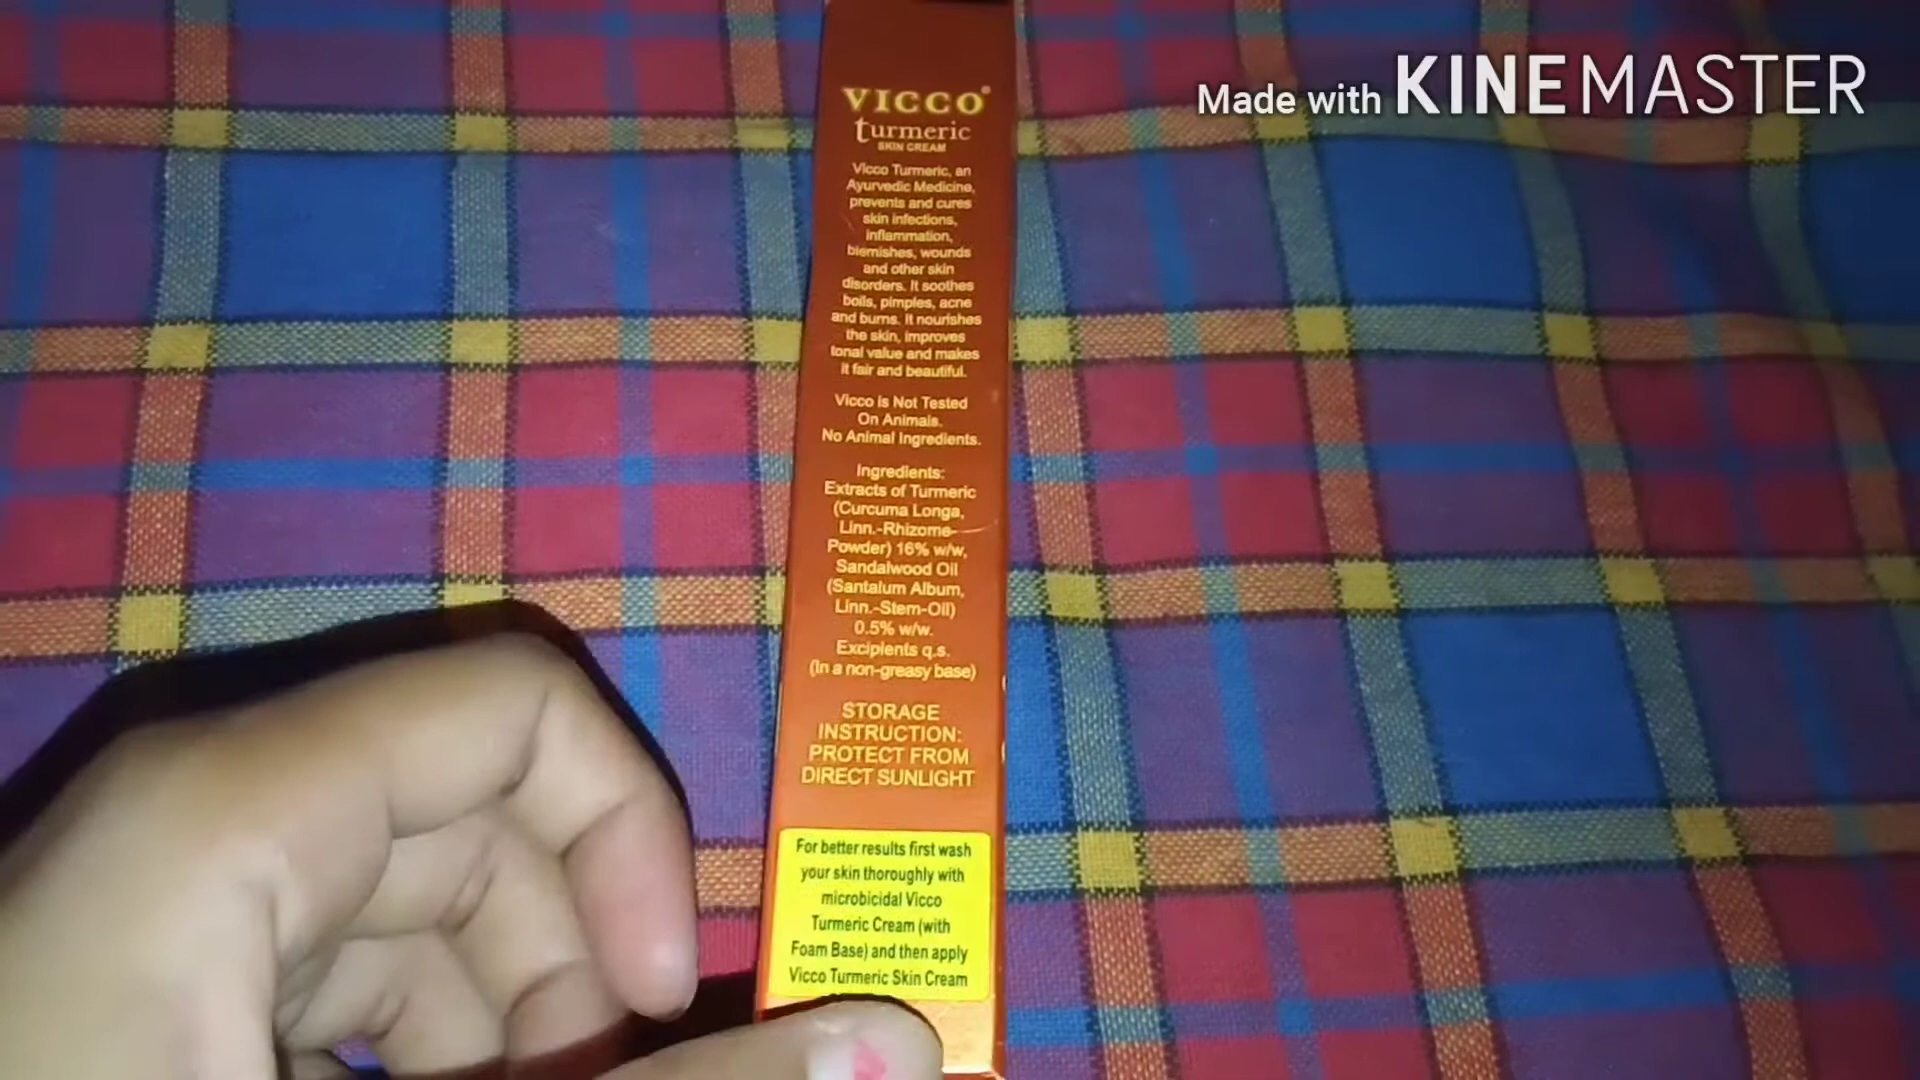 Made with KINEMASTER
VICCO®
turmeric
SKIN CREAM
Vicco Turmeric, an
Ayurvedic Medicine,
prevents and cures
skin infections,
inflammation,
blemishes, wounds
and other skin
disorders. It soothes
boils, pimples, acne
and burns. It nourishes
the skin, improves
tonal value and makes
it fair and beautiful.
Vicco is Not Tested
On Animals.
No Animal Ingredients.
Ingredients:
Extracts of Turmeric
(Curcuma Longa,
Linn.-Rhizome-
Powder) 16% w/w,
Sandalwood Oil
(Santalum Album,
Linn.-Stem-Oil)
0.5% w/w.
Excipients q.s.
(In a non-greasy base)
STORAGE
INSTRUCTION:
PROTECT FROM
DIRECT SUNLIGHT
For better results first wash
your skin thoroughly with
microbicidal Vicco
Turmeric Cream (with
Foam Base) and then apply
Vicco Turmeric Skin Cream